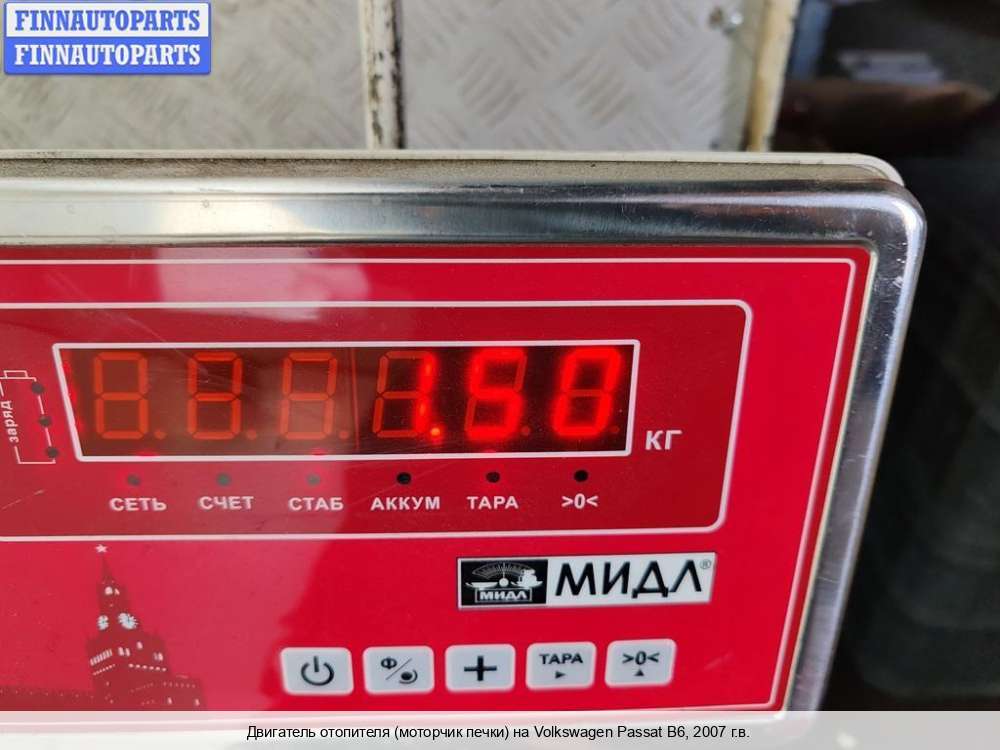 FINNAUTOPARTS
FINNAUTOPARTS
заряд
1.50
КГ
СЕТЬ СЧЕТ СТАБ АККУМ ТАРА >0<
МИДЛ
МИДЛ®
Ф/ + ТАРА >0<
Двигатель отопителя (моторчик печки) на Volkswagen Passat B6, 2007 г.в.